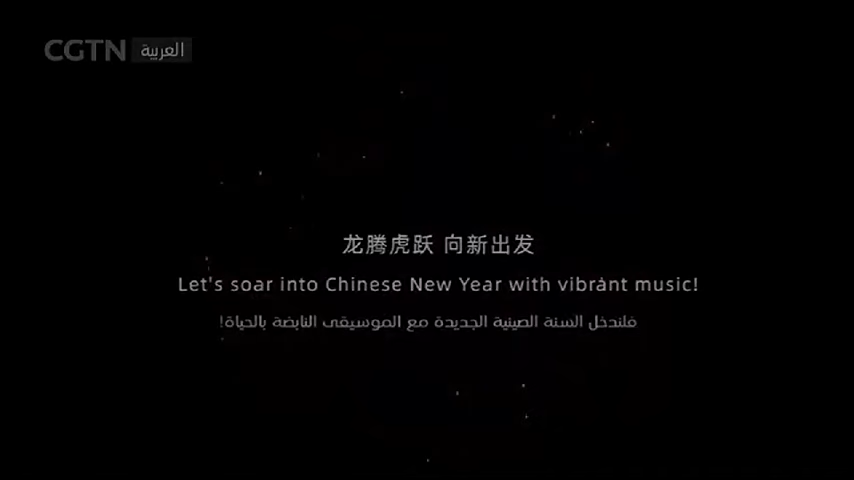 CGTN العربية
龙腾虎跃 向新出发
Let's soar into Chinese New Year with vibrant music!
فلندخل السنة الصينية الجديدة مع الموسيقى النابضة بالحياة!